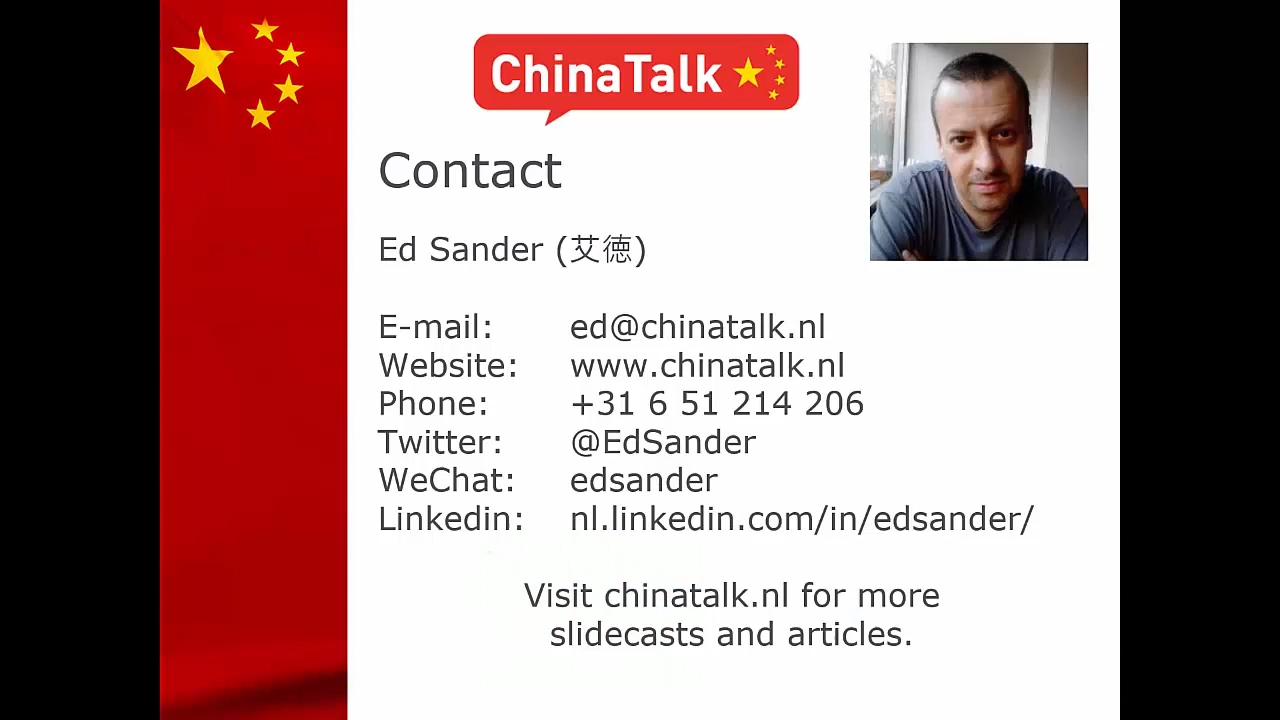 ChinaTalk
Contact
Ed Sander (艾德)
E-mail: ed@chinatalk.nl
Website: www.chinatalk.nl
Phone: +31 6 51 214 206
Twitter: @EdSander
WeChat: edsander
Linkedin: nl.linkedin.com/in/edsander/
Visit chinatalk.nl for more
slidecasts and articles.